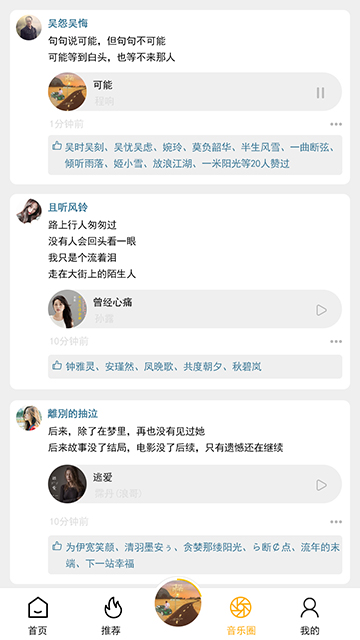 吴怨吴悔
句句说可能，但句句不可能
可能等到白头，也等不来那人
可能
程响
1分钟前
吴时吴刻、吴忧吴虑、婉玲、莫负韶华、半生风雪、一曲断弦、
倾听雨落、姬小雪、放浪江湖、一米阳光等20人赞过
且听风铃
路上行人匆匆过
没有人会回头看一眼
我只是个流着泪
走在大街上的陌生人
曾经心痛
孙露
10分钟前
钟雅灵、安瑾然、凤晚歌、共度朝夕、秋碧岚
離別的抽泣
后来，除了在梦里，再也没有见过她
后来故事没了结局，电影没了后续，只有遗憾还在继续
逃爱
10分钟前
为伊宽笑颜、清羽墨安ぅ、贪婪那缕阳光、ら断￠点、流年的末
端、下一站幸福
首页
推荐
音乐圈
我的